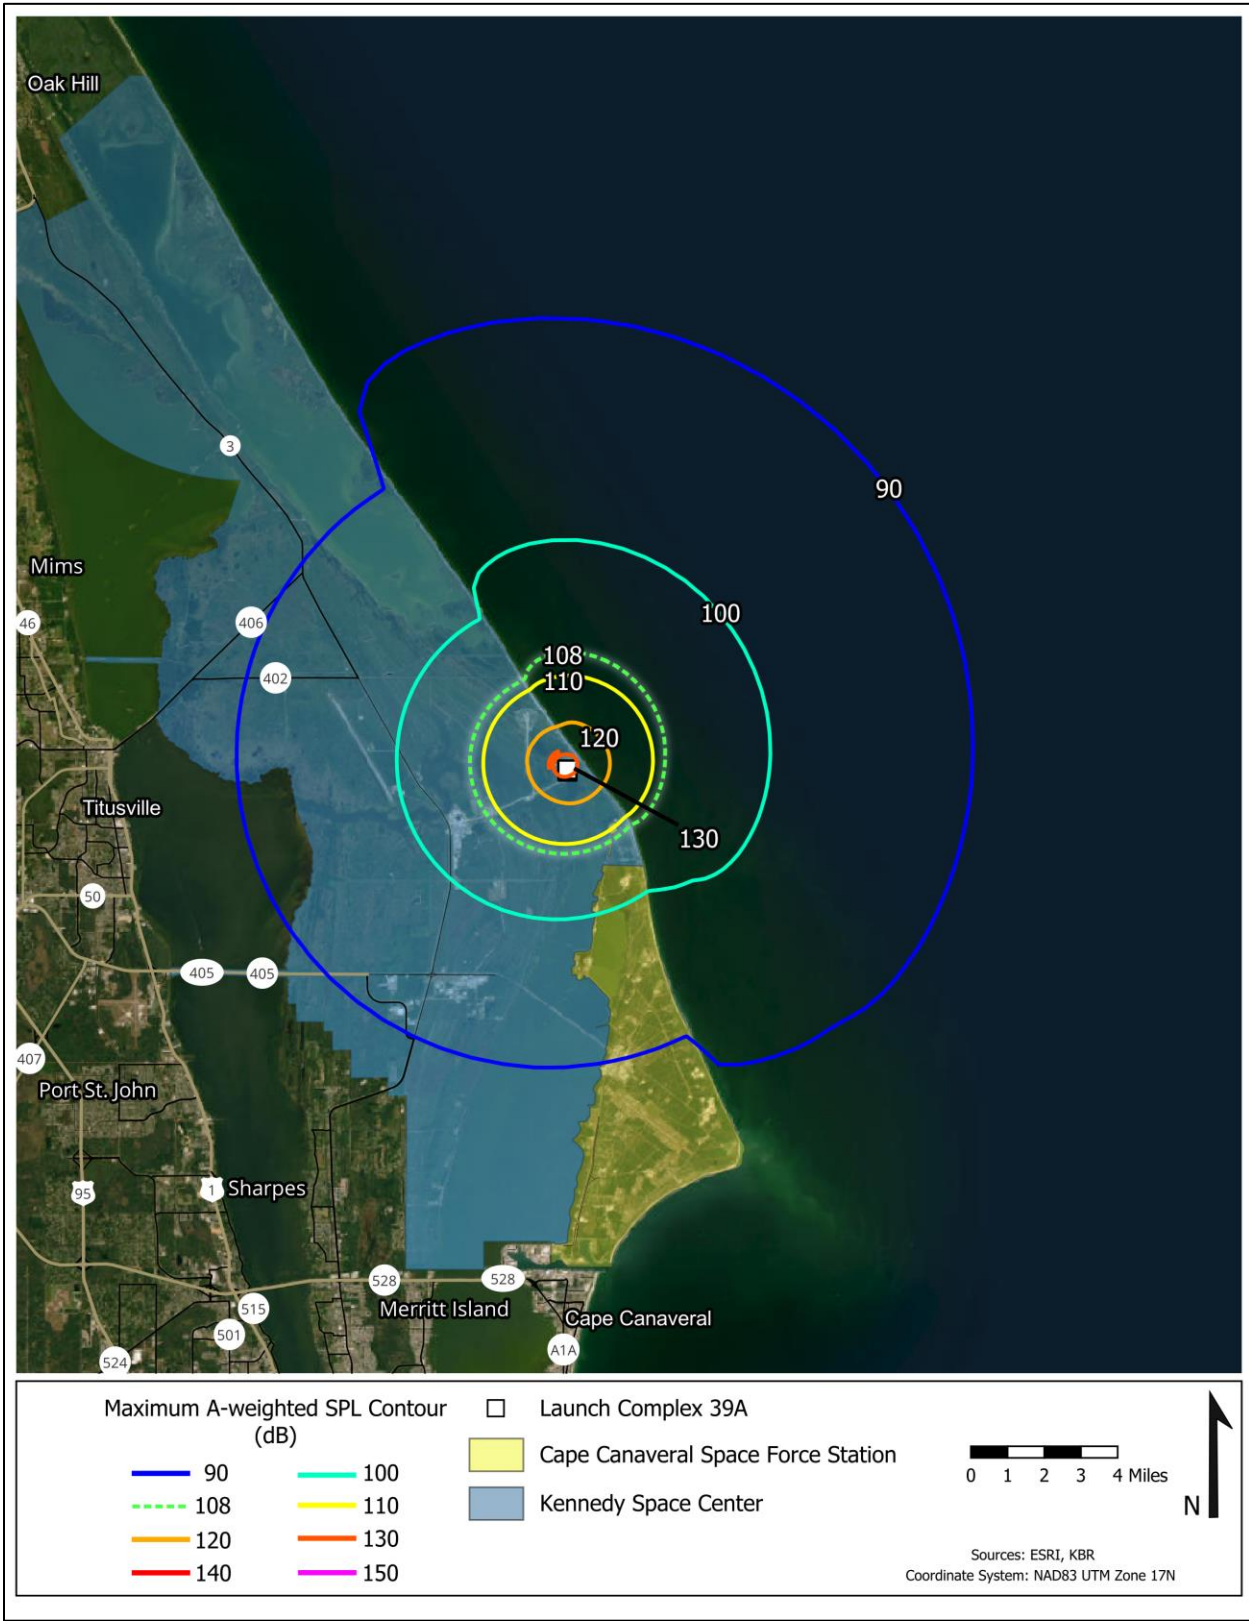 Oak Hill
3
90
Mims
46
406
100
402
108
110
120
130
Titusville
50
405
405
407
Port St. John
95
1
Sharpes
528
528
515
Merritt Island
Cape Canaveral
501
A1A
524
Maximum A-weighted SPL Contour
(dB)
90
100
108
110
120
130
140
150
Launch Complex 39A
Cape Canaveral Space Force Station
Kennedy Space Center
0 1 2 3 4 Miles
N
Sources: ESRI, KBR
Coordinate System: NAD83 UTM Zone 17N